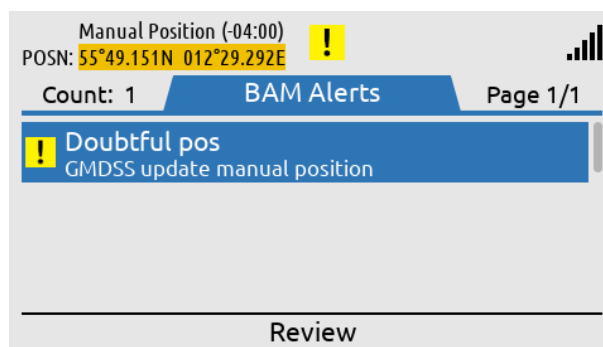 Manual Position (-04:00)
POSN: 55°49.151N 012°29.292E
!
Count: 1 BAM Alerts Page 1/1
! Doubtful pos
GMDSS update manual position
Review